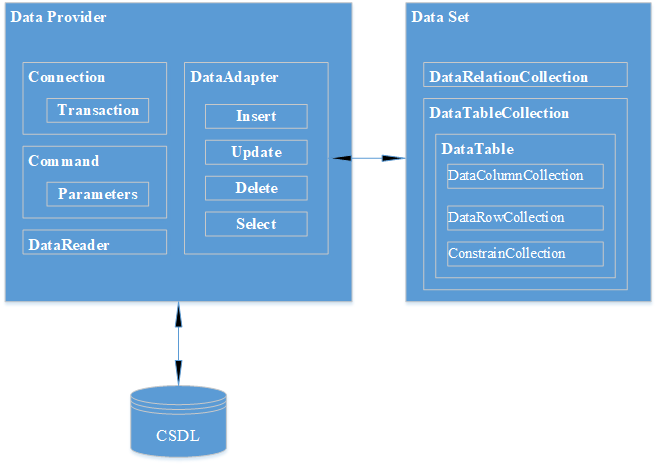 Data Provider
Connection
Transaction
Command
Parameters
DataReader
DataAdapter
Insert
Update
Delete
Select
Data Set
DataRelationCollection
DataTableCollection
DataTable
DataColumnCollection
DataRowCollection
ConstrainCollection
CSDL